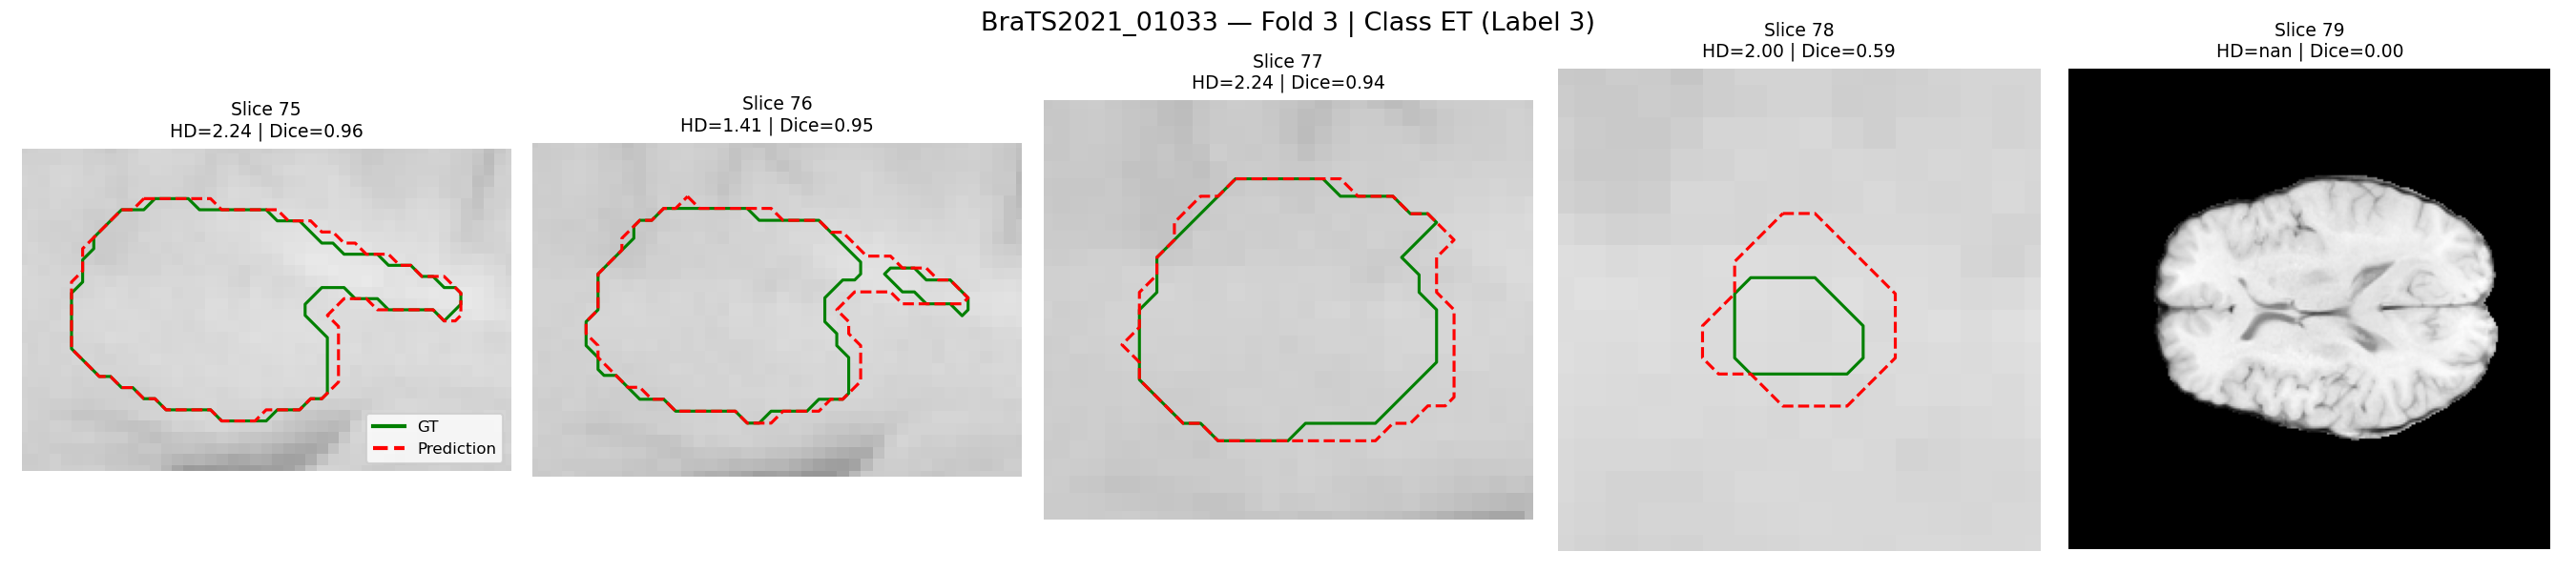 BraTS2021_01033 — Fold 3 | Class ET (Label 3)
Slice 75
HD=2.24 | Dice=0.96
Slice 76
HD=1.41 | Dice=0.95
Slice 77
HD=2.24 | Dice=0.94
Slice 78
HD=2.00 | Dice=0.59
Slice 79
HD=nan | Dice=0.00
GT
Prediction